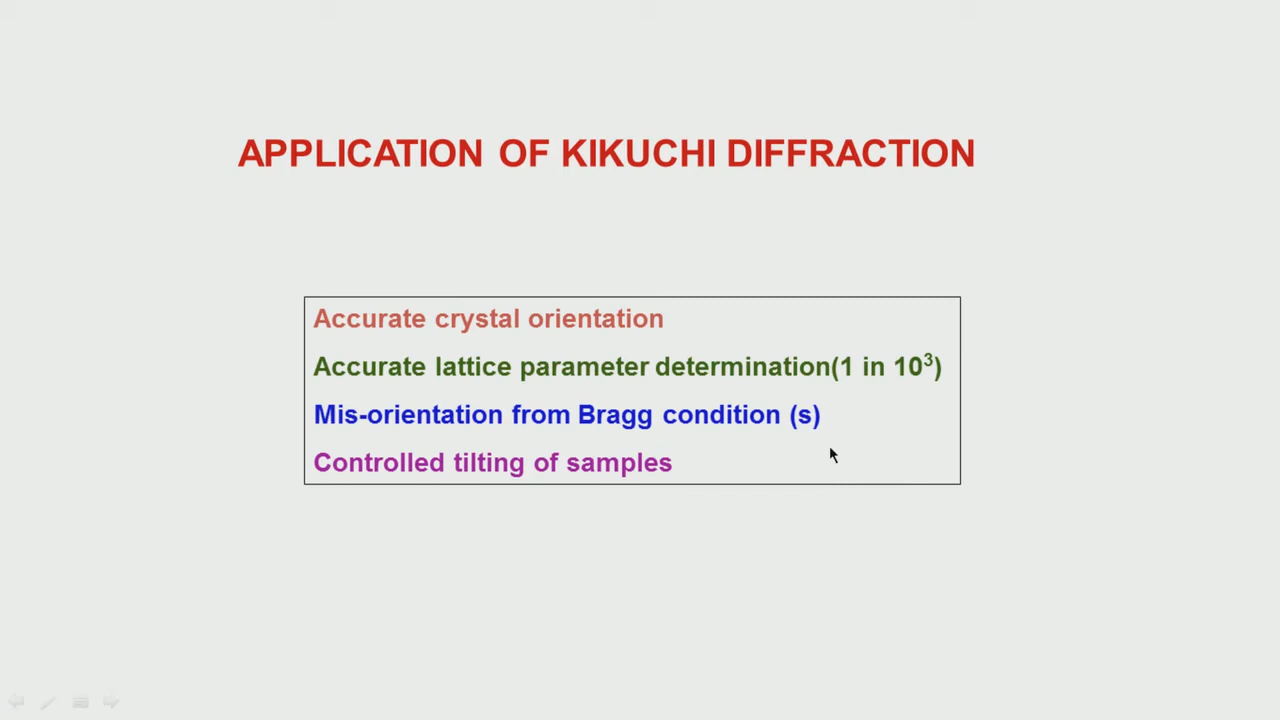 APPLICATION OF KIKUCHI DIFFRACTION
Accurate crystal orientation
Accurate lattice parameter determination(1 in 10³)
Mis-orientation from Bragg condition (s)
Controlled tilting of samples